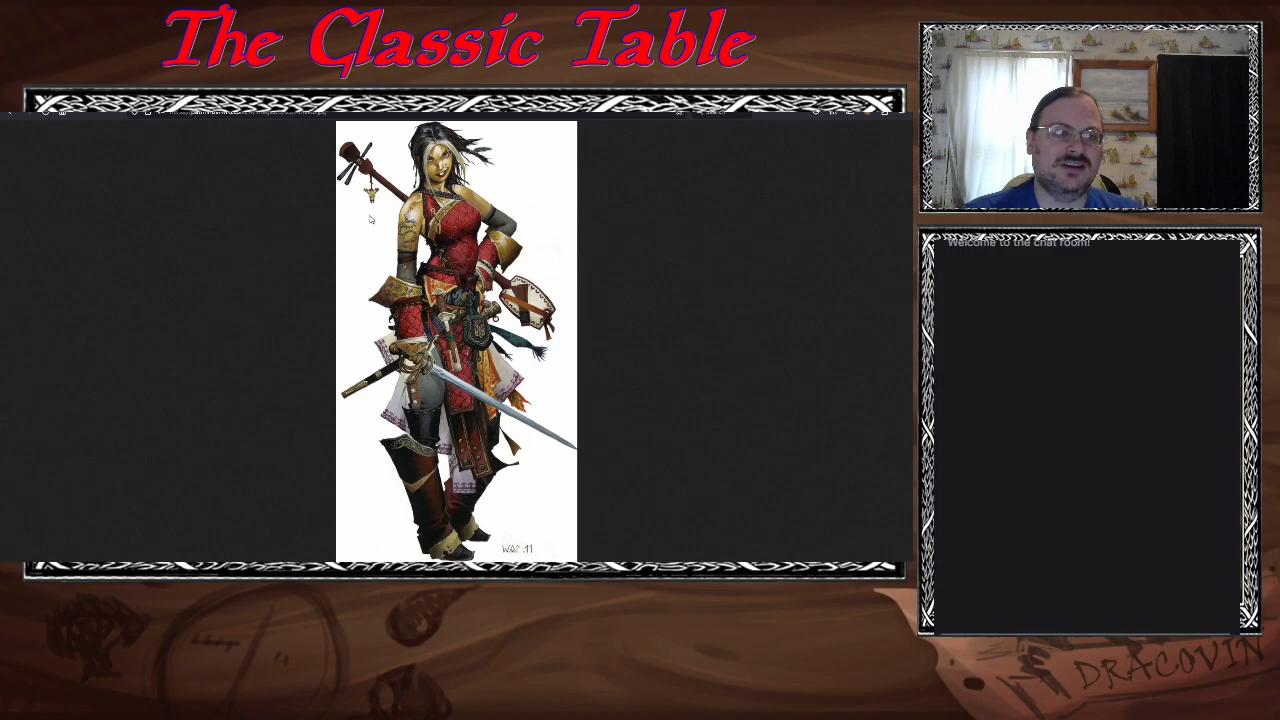 The Classic Table
Welcome to the chat room!
WAR 11
DRACOVIN